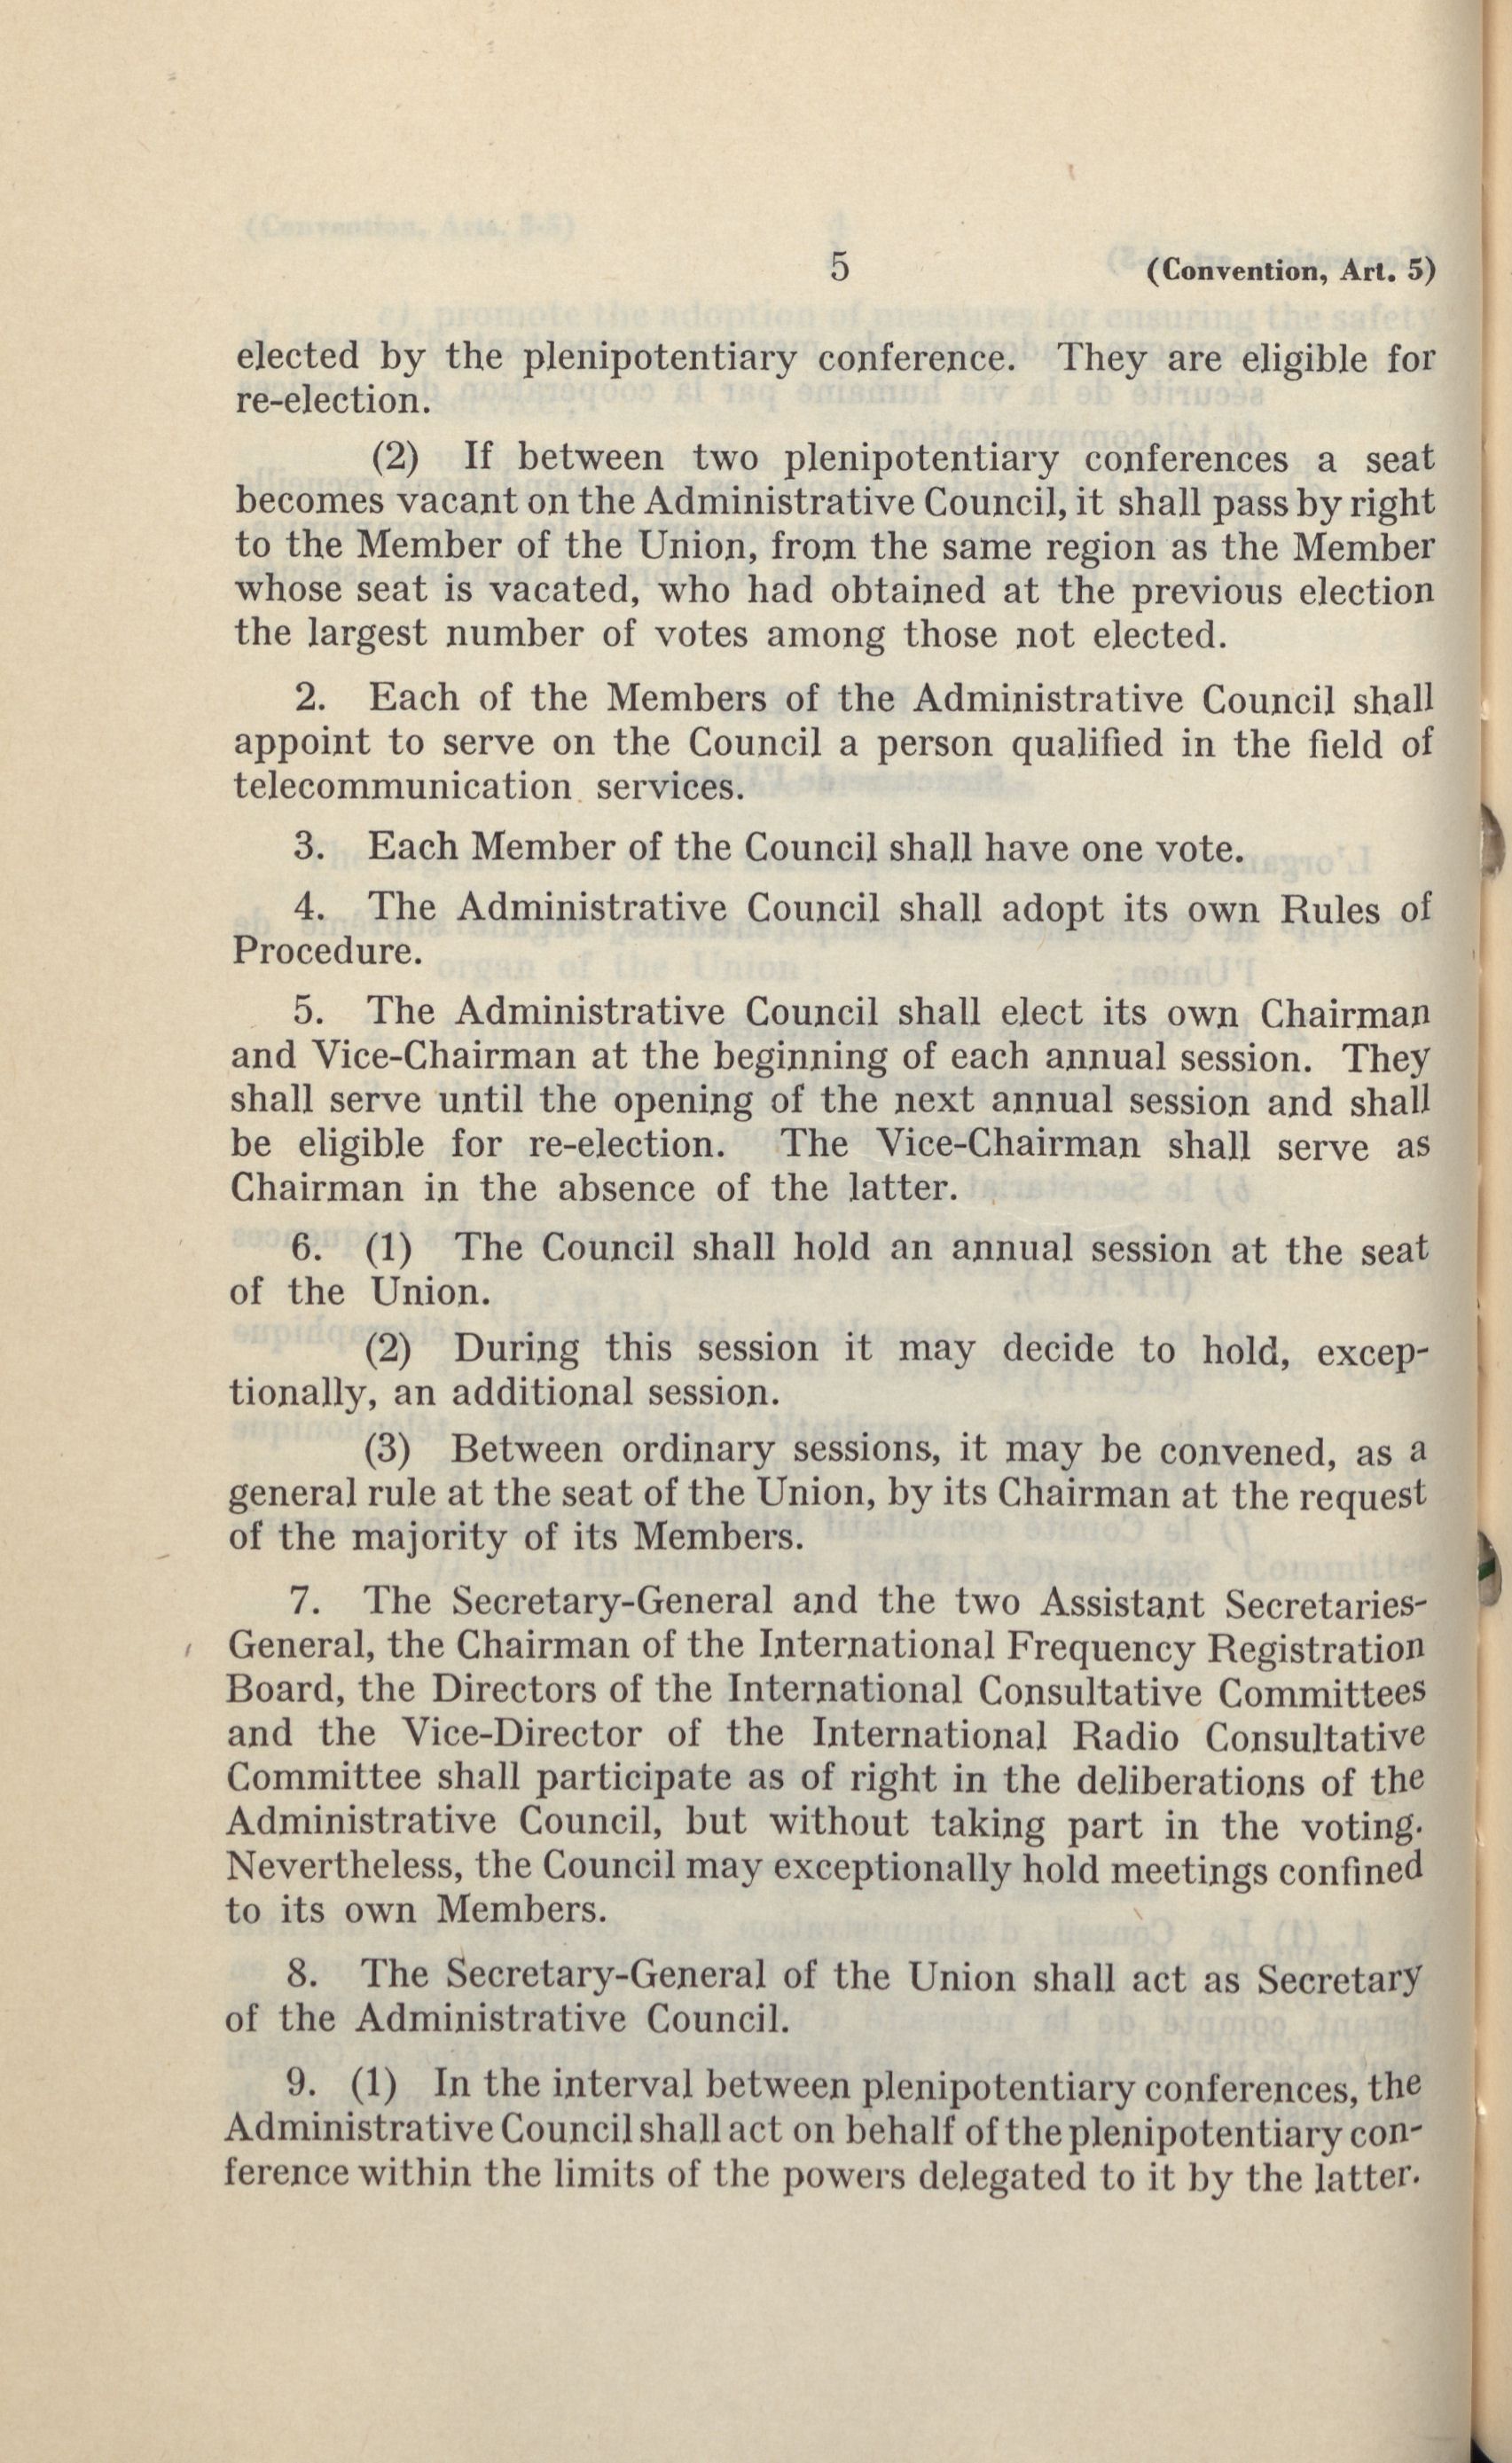 5 (Convention, Art. 5)
elected by the plenipotentiary conference. They are eligible for
re-election.
(2) If between two plenipotentiary conferences a seat
becomes vacant on the Administrative Council, it shall pass by right
to the Member of the Union, from the same region as the Member
whose seat is vacated, who had obtained at the previous election
the largest number of votes among those not elected.
2. Each of the Members of the Administrative Council shall
appoint to serve on the Council a person qualified in the field of
telecommunication services.
3. Each Member of the Council shall have one vote.
4. The Administrative Council shall adopt its own Rules of
Procedure.
5. The Administrative Council shall elect its own Chairman
and Vice-Chairman at the beginning of each annual session. They
shall serve until the opening of the next annual session and shall
be eligible for re-election. The Vice-Chairman shall serve as
Chairman in the absence of the latter.
6. (1) The Council shall hold an annual session at the seat
of the Union.
(2) During this session it may decide to hold, excep-
tionally, an additional session.
(3) Between ordinary sessions, it may be convened, as a
general rule at the seat of the Union, by its Chairman at the request
of the majority of its Members.
7. The Secretary-General and the two Assistant Secretaries-
General, the Chairman of the International Frequency Registration
Board, the Directors of the International Consultative Committees
and the Vice-Director of the International Radio Consultative
Committee shall participate as of right in the deliberations of the
Administrative Council, but without taking part in the voting.
Nevertheless, the Council may exceptionally hold meetings confined
to its own Members.
8. The Secretary-General of the Union shall act as Secretary
of the Administrative Council.
9. (1) In the interval between plenipotentiary conferences, the
Administrative Council shall act on behalf of the plenipotentiary con-
ference within the limits of the powers delegated to it by the latter.